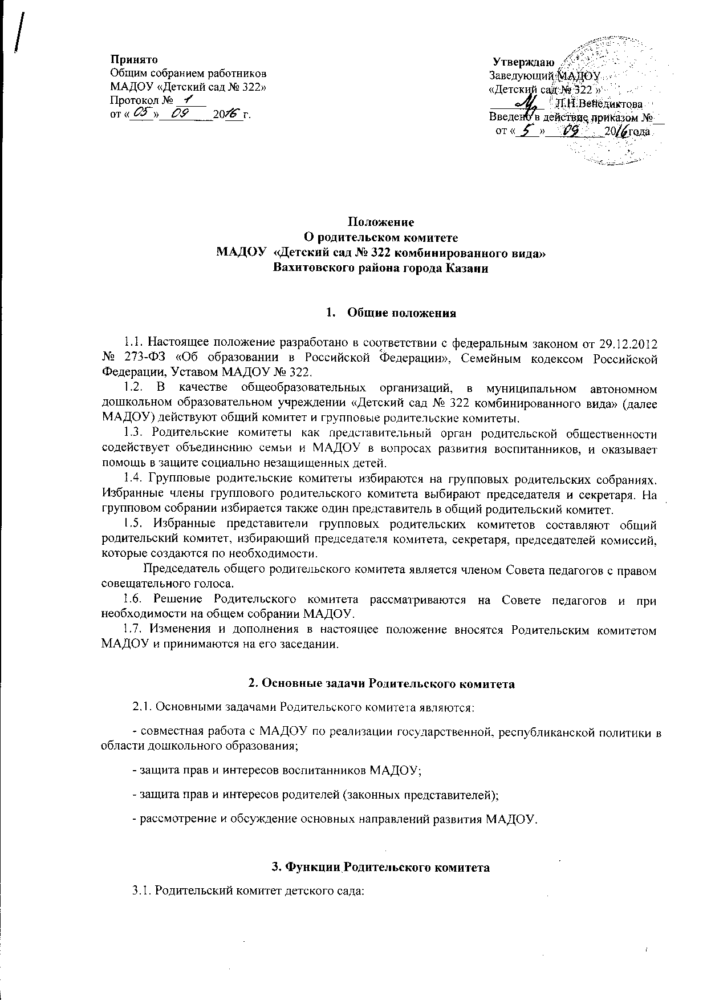 Принято
Общим собранием работников
МАДОУ «Детский сад № 322»
Протокол № 1
от « 05 » 09 2016 г.
Утверждаю
Заведующий МАДОУ
«Детский сад № 322 »
Л.Н.Венедиктова
Введено в действие приказом № __
от « 5 » 09 2016 года
Положение
О родительском комитете
МАДОУ «Детский сад № 322 комбинированного вида»
Вахитовского района города Казани
1. Общие положения
1.1. Настоящее положение разработано в соответствии с федеральным законом от 29.12.2012
№ 273-ФЗ «Об образовании в Российской Федерации», Семейным кодексом Российской
Федерации, Уставом МАДОУ № 322.
1.2. В качестве общеобразовательных организаций, в муниципальном автономном
дошкольном образовательном учреждении «Детский сад № 322 комбинированного вида» (далее
МАДОУ) действуют общий комитет и групповые родительские комитеты.
1.3. Родительские комитеты как представительный орган родительской общественности
содействует объединению семьи и МАДОУ в вопросах развития воспитанников, и оказывает
помощь в защите социально незащищенных детей.
1.4. Групповые родительские комитеты избираются на групповых родительских собраниях.
Избранные члены группового родительского комитета выбирают председателя и секретаря. На
групповом собрании избирается также один представитель в общий родительский комитет.
1.5. Избранные представители групповых родительских комитетов составляют общий
родительский комитет, избирающий председателя комитета, секретаря, председателей комиссий,
которые создаются по необходимости.
Председатель общего родительского комитета является членом Совета педагогов с правом
совещательного голоса.
1.6. Решение Родительского комитета рассматриваются на Совете педагогов и при
необходимости на общем собрании МАДОУ.
1.7. Изменения и дополнения в настоящее положение вносятся Родительским комитетом
МАДОУ и принимаются на его заседании.
2. Основные задачи Родительского комитета
2.1. Основными задачами Родительского комитета являются:
- совместная работа с МАДОУ по реализации государственной, республиканской политики в
области дошкольного образования;
- защита прав и интересов воспитанников МАДОУ;
- защита прав и интересов родителей (законных представителей);
- рассмотрение и обсуждение основных направлений развития МАДОУ.
3. Функции Родительского комитета
3.1. Родительский комитет детского сада: